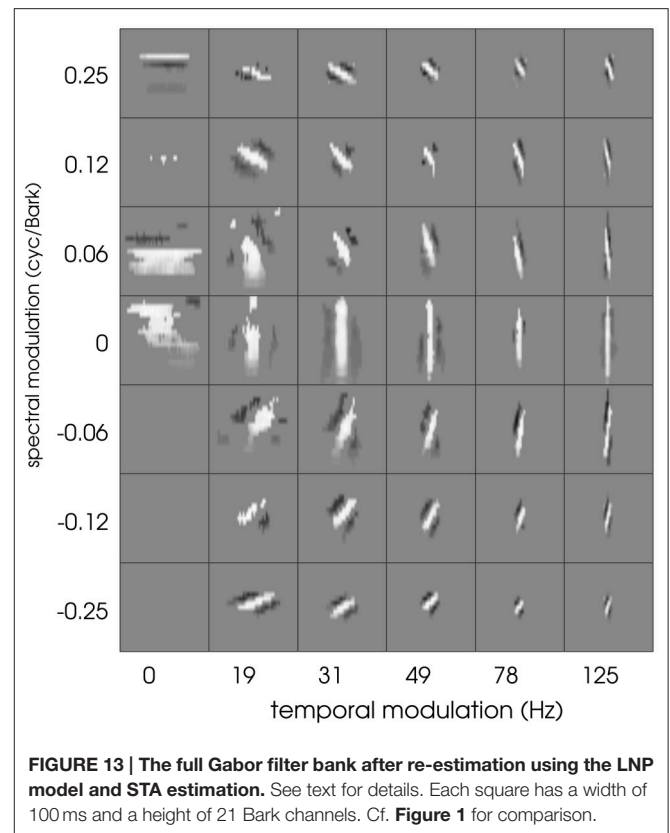 0.25
0.12
0.06
0
-0.06
-0.12
-0.25
spectral modulation (cyc/Bark)
0 19 31 49 78 125
temporal modulation (Hz)
FIGURE 13 | The full Gabor filter bank after re-estimation using the LNP
model and STA estimation. See text for details. Each square has a width of
100 ms and a height of 21 Bark channels. Cf. Figure 1 for comparison.